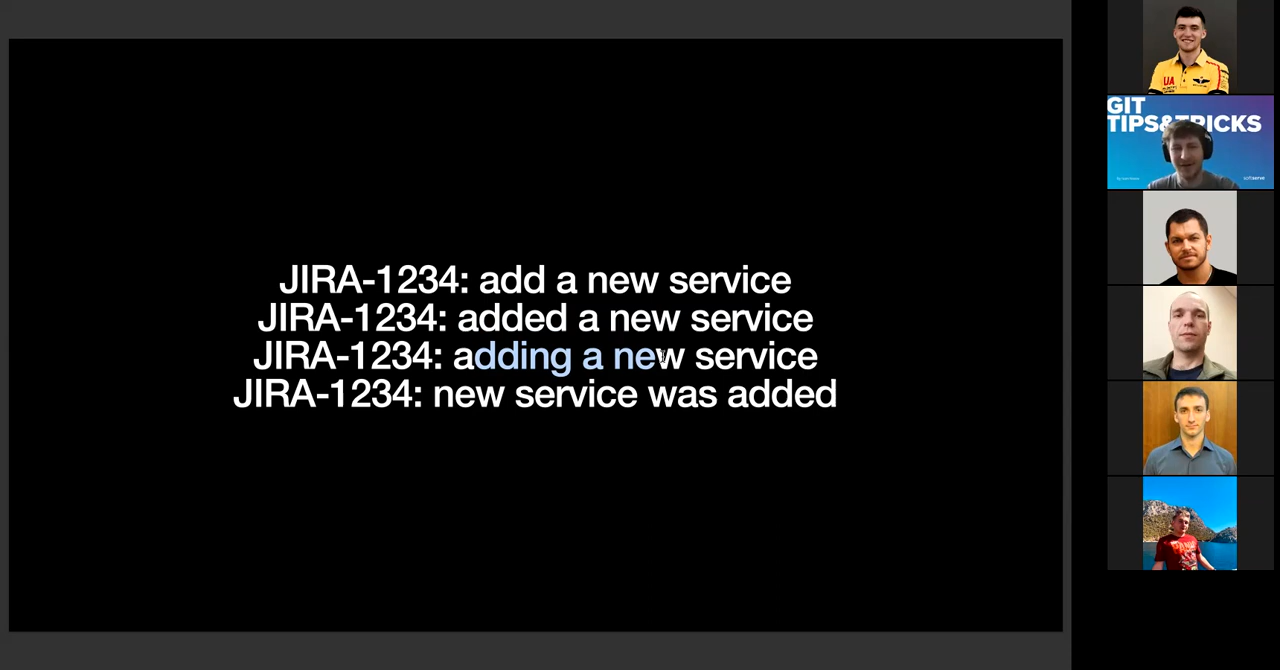 JIRA-1234: add a new service
JIRA-1234: added a new service
JIRA-1234: adding a new service
JIRA-1234: new service was added
UA
GIT
TIPS&TRICKS
softserve